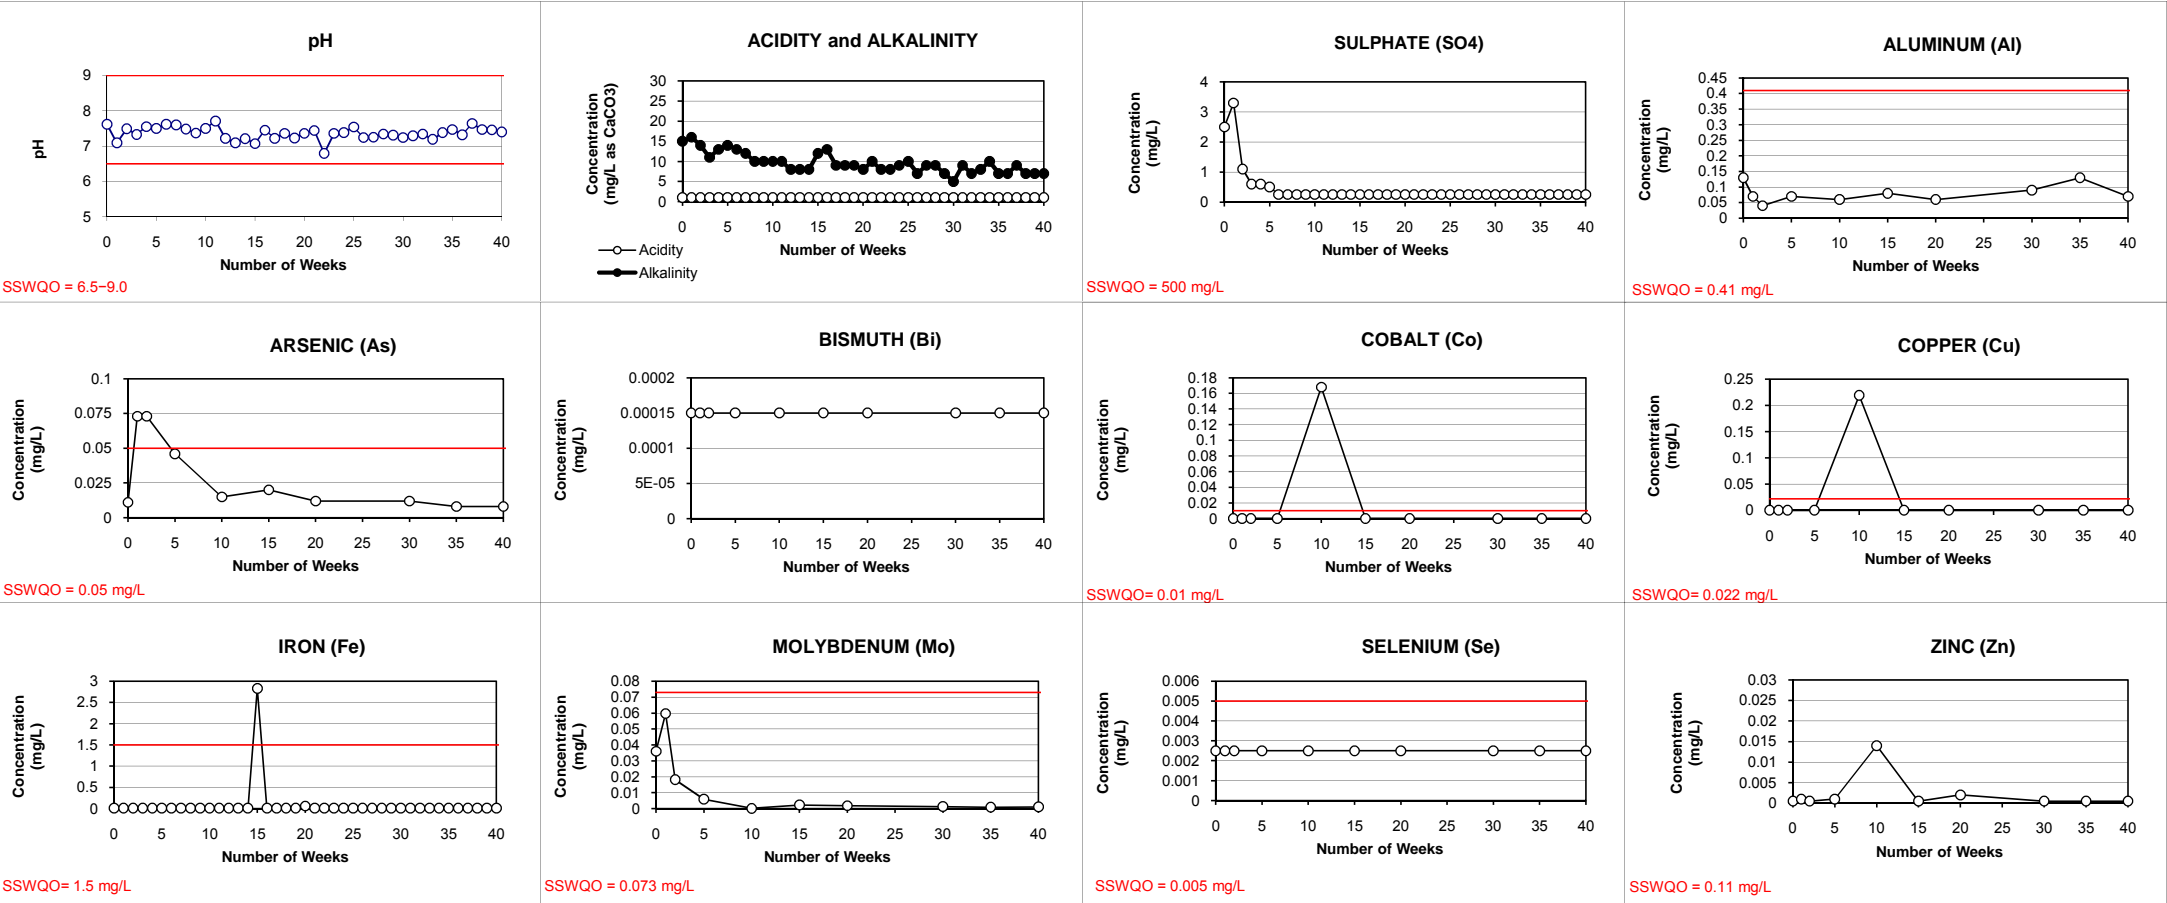 pH
pH
9
8
7
6
5
0 5 10 15 20 25 30 35 40
Number of Weeks
SSWQO = 6.5−9.0
ACIDITY and ALKALINITY
Concentration
(mg/L as CaCO3)
30
25
20
15
10
5
0
0 5 10 15 20 25 30 35 40
Number of Weeks
Acidity
Alkalinity
SULPHATE (SO4)
Concentration
(mg/L)
4
3
2
1
0
0 5 10 15 20 25 30 35 40
Number of Weeks
SSWQO = 500 mg/L
ALUMINUM (Al)
Concentration
(mg/L)
0.45
0.4
0.35
0.3
0.25
0.2
0.15
0.1
0.05
0
0 5 10 15 20 25 30 35 40
Number of Weeks
SSWQO = 0.41 mg/L
ARSENIC (As)
Concentration
(mg/L)
0.1
0.075
0.05
0.025
0
0 5 10 15 20 25 30 35 40
Number of Weeks
SSWQO = 0.05 mg/L
BISMUTH (Bi)
Concentration
(mg/L)
0.0002
0.00015
0.0001
5E-05
0
0 5 10 15 20 25 30 35 40
Number of Weeks
COBALT (Co)
Concentration
(mg/L)
0.18
0.16
0.14
0.12
0.1
0.08
0.06
0.04
0.02
0
0 5 10 15 20 25 30 35 40
Number of Weeks
SSWQO= 0.01 mg/L
COPPER (Cu)
Concentration
(mg/L)
0.25
0.2
0.15
0.1
0.05
0
0 5 10 15 20 25 30 35 40
Number of Weeks
SSWQO= 0.022 mg/L
IRON (Fe)
Concentration
(mg/L)
3
2.5
2
1.5
1
0.5
0
0 5 10 15 20 25 30 35 40
Number of Weeks
SSWQO= 1.5 mg/L
MOLYBDENUM (Mo)
Concentration
(mg/L)
0.08
0.07
0.06
0.05
0.04
0.03
0.02
0.01
0
0 5 10 15 20 25 30 35 40
Number of Weeks
SSWQO = 0.073 mg/L
SELENIUM (Se)
Concentration
(mg/L)
0.006
0.005
0.004
0.003
0.002
0.001
0
0 5 10 15 20 25 30 35 40
Number of Weeks
SSWQO = 0.005 mg/L
ZINC (Zn)
Concentration
(mg/L)
0.03
0.025
0.02
0.015
0.01
0.005
0
0 5 10 15 20 25 30 35 40
Number of Weeks
SSWQO = 0.11 mg/L